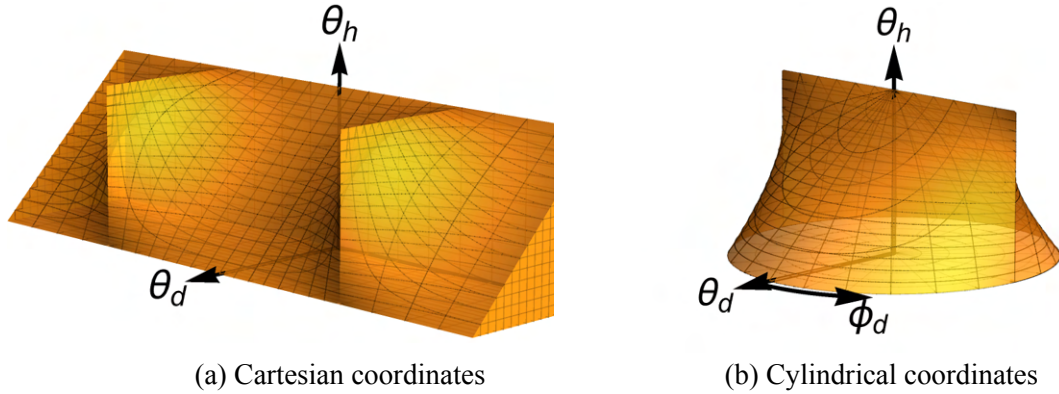 θh
θh
θd
θd
ϕd
(a) Cartesian coordinates
(b) Cylindrical coordinates